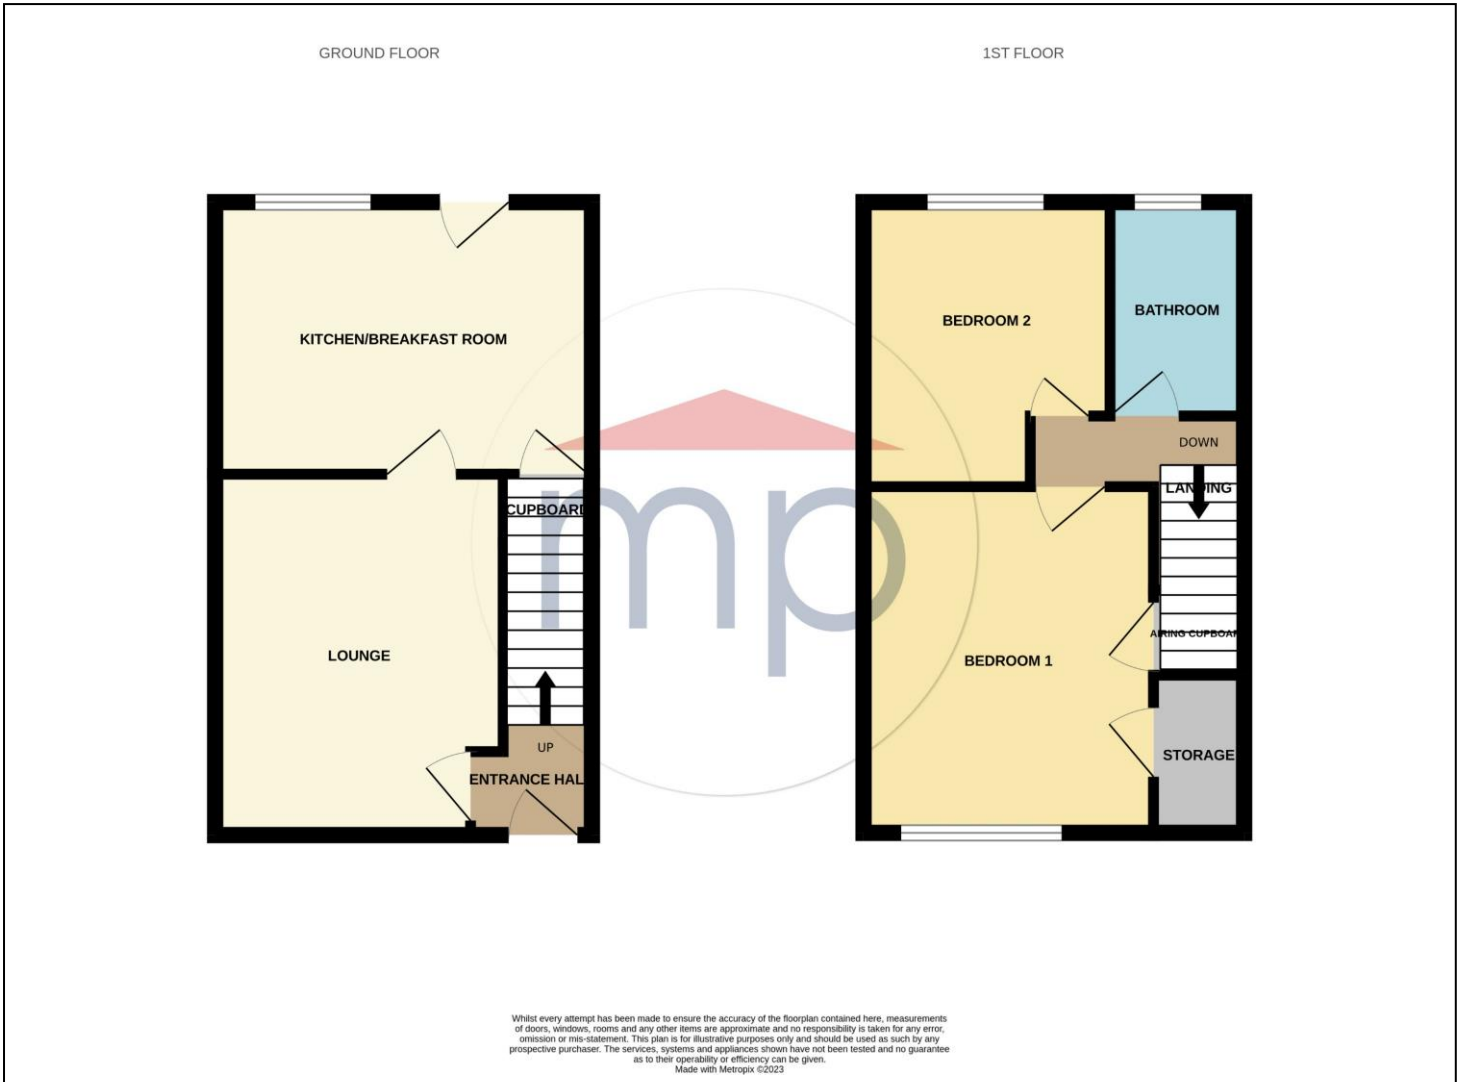 GROUND FLOOR
1ST FLOOR
KITCHEN/BREAKFAST ROOM
CUPBOARD
LOUNGE
UP
ENTRANCE HAL
BEDROOM 2
BATHROOM
DOWN
LANDING
AIRING CUPBOAR
BEDROOM 1
STORAGE
mp
Whilst every attempt has been made to ensure the accuracy of the floorplan contained here, measurements
of doors, windows, rooms and any other items are approximate and no responsibility is taken for any error,
omission or mis-statement. This plan is for illustrative purposes only and should be used as such by any
prospective purchaser. The services, systems and appliances shown have not been tested and no guarantee
as to their operability or efficiency can be given.
Made with Metropix ©2023